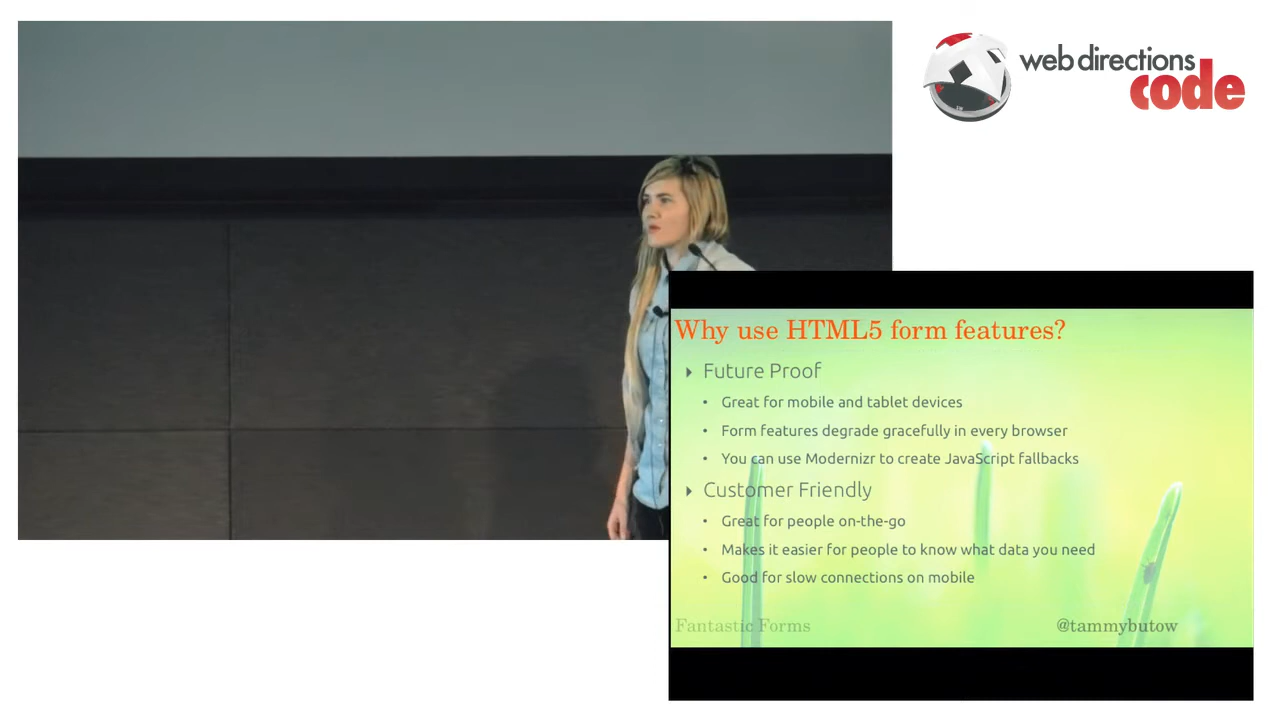 web directions
code
Why use HTML5 form features?
Future Proof
• Great for mobile and tablet devices
• Form features degrade gracefully in every browser
• You can use Modernizr to create JavaScript fallbacks
Customer Friendly
• Great for people on-the-go
• Makes it easier for people to know what data you need
• Good for slow connections on mobile
Fantastic Forms
@tammybutow